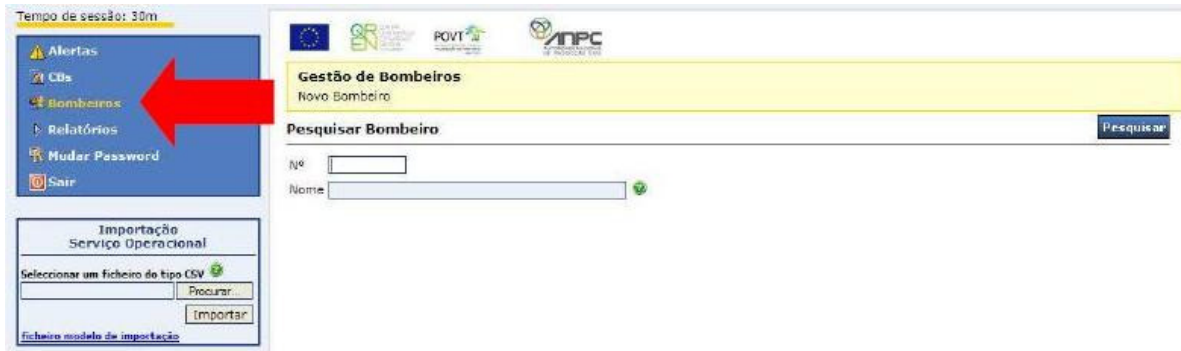 Tempo de sessão: 30m
Alertas
CBs
Bombeiros
Relatórios
Mudar Password
Sair
Importação
Serviço Operacional
Seleccionar um ficheiro do tipo CSV
Procurar...
Importar
ficheiro modelo de importação
QR
EN
POVT
ANPC
Gestão de Bombeiros
Novo Bombeiro
Pesquisar Bombeiro
Pesquisar
Nº
Nome